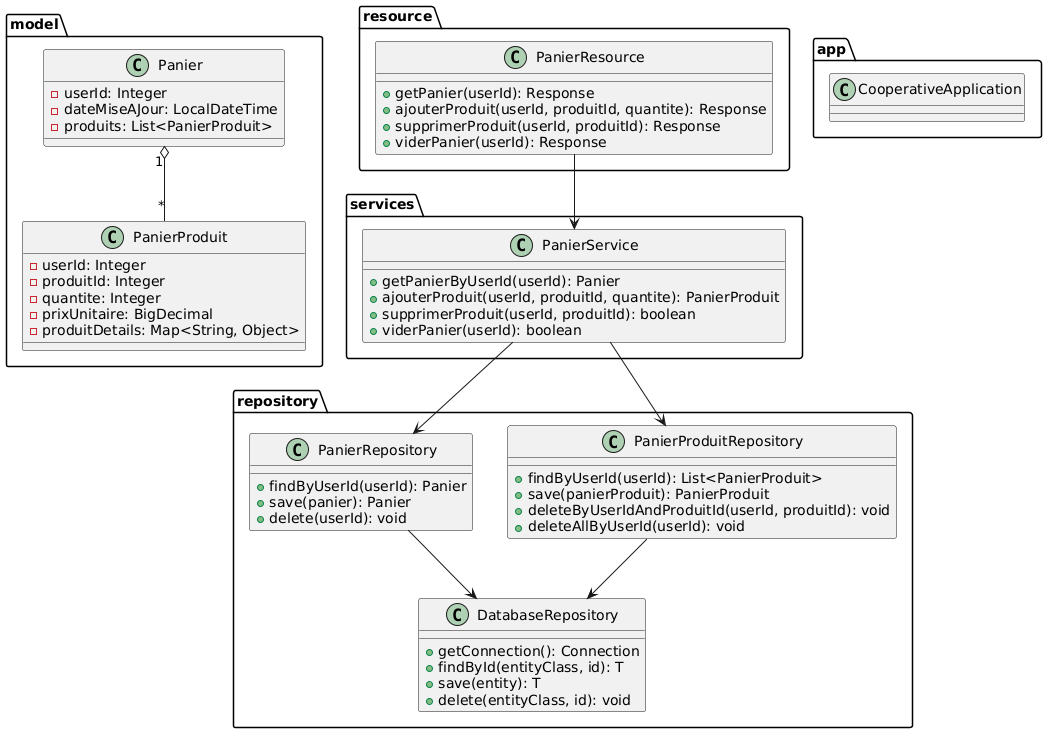 model
C Panier
userId: Integer
dateMiseAJour: LocalDateTime
produits: List<PanierProduit>
1
*
C PanierProduit
userId: Integer
produitId: Integer
quantite: Integer
prixUnitaire: BigDecimal
produitDetails: Map<String, Object>
resource
C PanierResource
getPanier(userId): Response
ajouterProduit(userId, produitId, quantite): Response
supprimerProduit(userId, produitId): Response
viderPanier(userId): Response
app
C CooperativeApplication
services
C PanierService
getPanierByUserId(userId): Panier
ajouterProduit(userId, produitId, quantite): PanierProduit
supprimerProduit(userId, produitId): boolean
viderPanier(userId): boolean
repository
C PanierRepository
findByUserId(userId): Panier
save(panier): Panier
delete(userId): void
C PanierProduitRepository
findByUserId(userId): List<PanierProduit>
save(panierProduit): PanierProduit
deleteByUserIdAndProduitId(userId, produitId): void
deleteAllByUserId(userId): void
C DatabaseRepository
getConnection(): Connection
findById(entityClass, id): T
save(entity): T
delete(entityClass, id): void